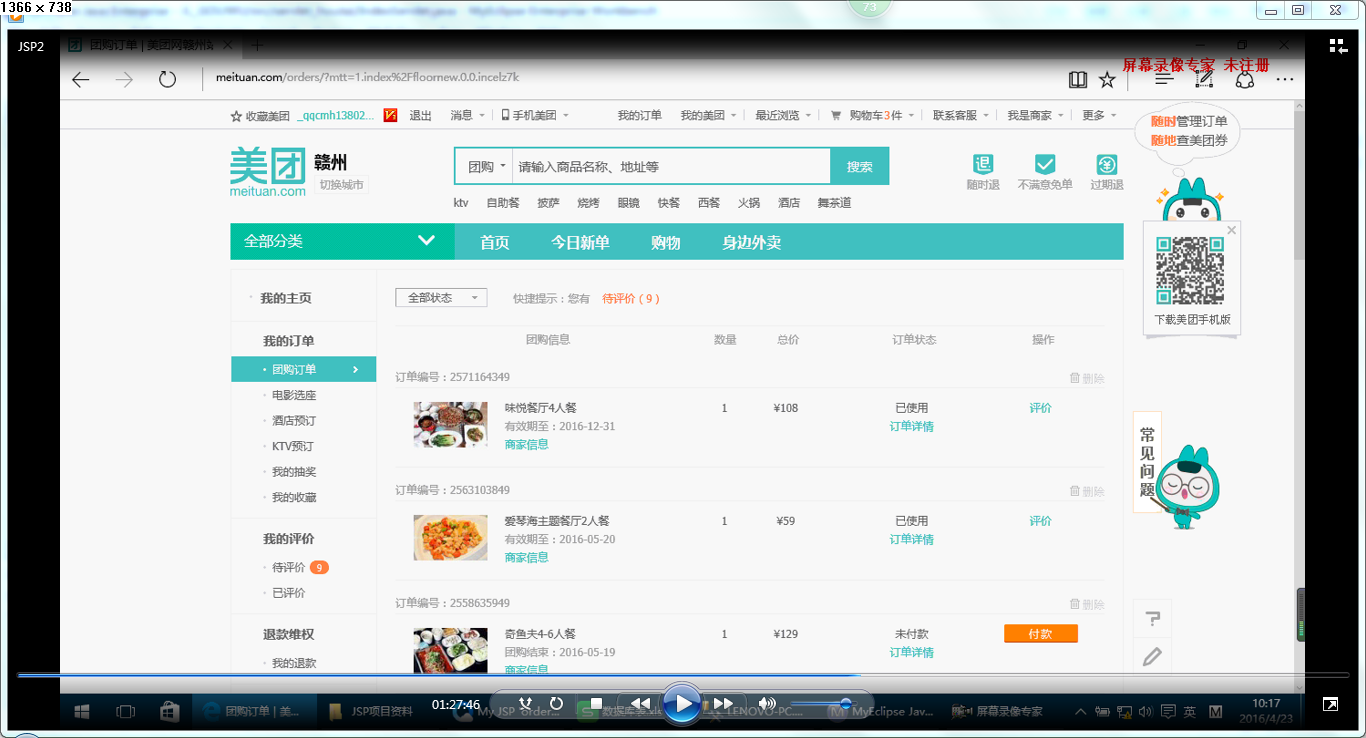 1366 × 738
73
JSP2
团购订单 | 美团网赣州站
屏幕录像专家 未注册
meituan.com/orders/?mtt=1.index%2Ffloornew.0.0.incelz7k
收藏美团 _qqcmh13802... 退出 消息 手机美团 我的订单 我的美团 最近浏览 购物车3件 联系客服 我是商家 更多
随时管理订单
随地查美团券
美团 赣州
meituan.com 切换城市
团购 请输入商品名称、地址等 搜索
随时退 不满意免单 过期退
ktv 自助餐 披萨 烧烤 眼镜 快餐 西餐 火锅 酒店 舞茶道
全部分类 首页 今日新单 购物 身边外卖
下载美团手机版
我的主页
我的订单
团购订单
电影选座
酒店预订
KTV预订
我的抽奖
我的收藏
我的评价
待评价 9
已评价
退款维权
我的退款
全部状态 快捷提示：您有 待评价（9）
团购信息 数量 总价 订单状态 操作
订单编号：2571164349 删除
味悦餐厅4人餐 1 ¥108 已使用 评价
有效期至：2016-12-31 订单详情
商家信息
订单编号：2563103849 删除
爱琴海主题餐厅2人餐 1 ¥59 已使用 评价
有效期至：2016-05-20 订单详情
商家信息
订单编号：2558635949 删除
奇鱼夫4-6人餐 1 ¥129 未付款 付款
团购结束：2016-05-19 订单详情
商家信息
常见问题
01:27:46
团购订单 | 美... JSP项目资料 My JSP 'order... 数据库表.xls LENOVO-PC.... MyEclipse Jav... 屏幕录像专家 英 M 10:17
2016/4/23